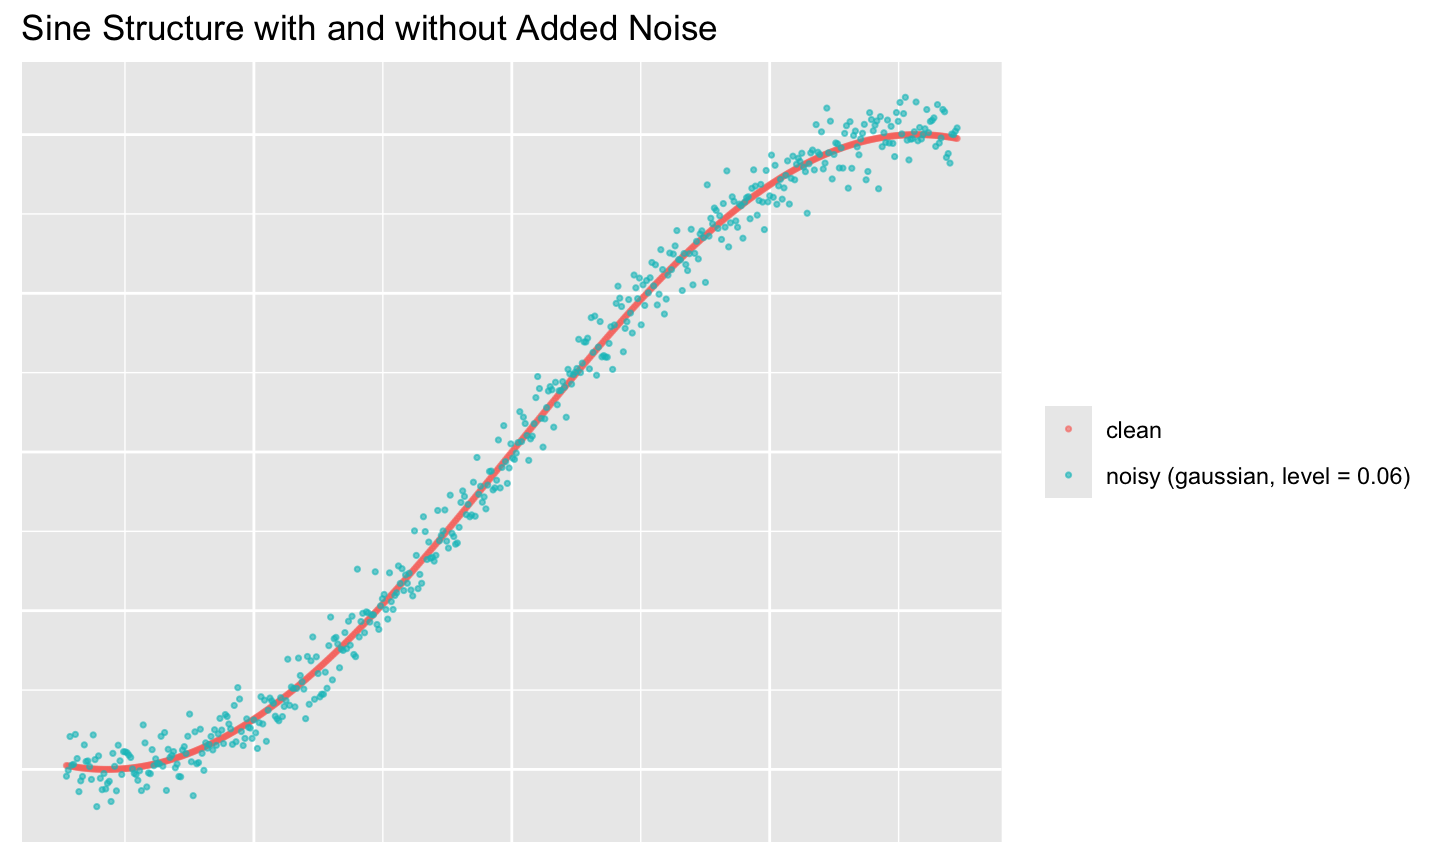 Sine Structure with and without Added Noise
clean
noisy (gaussian, level = 0.06)